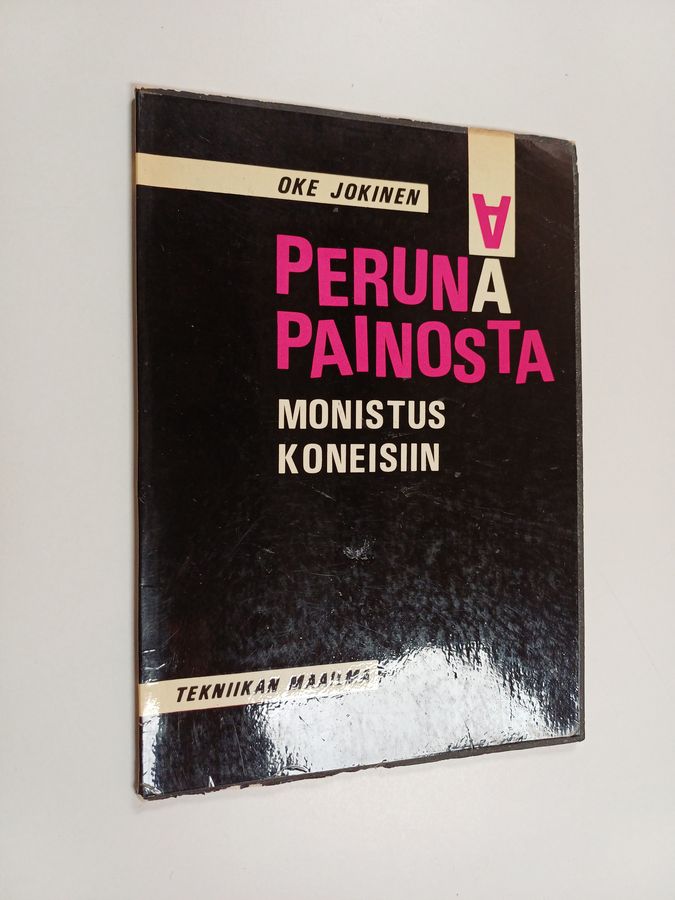 OKE JOKINEN
A
PERUNA
PAINOSTA
MONISTUS
KONEISIIN
TEKNIIKAN MAAILMA